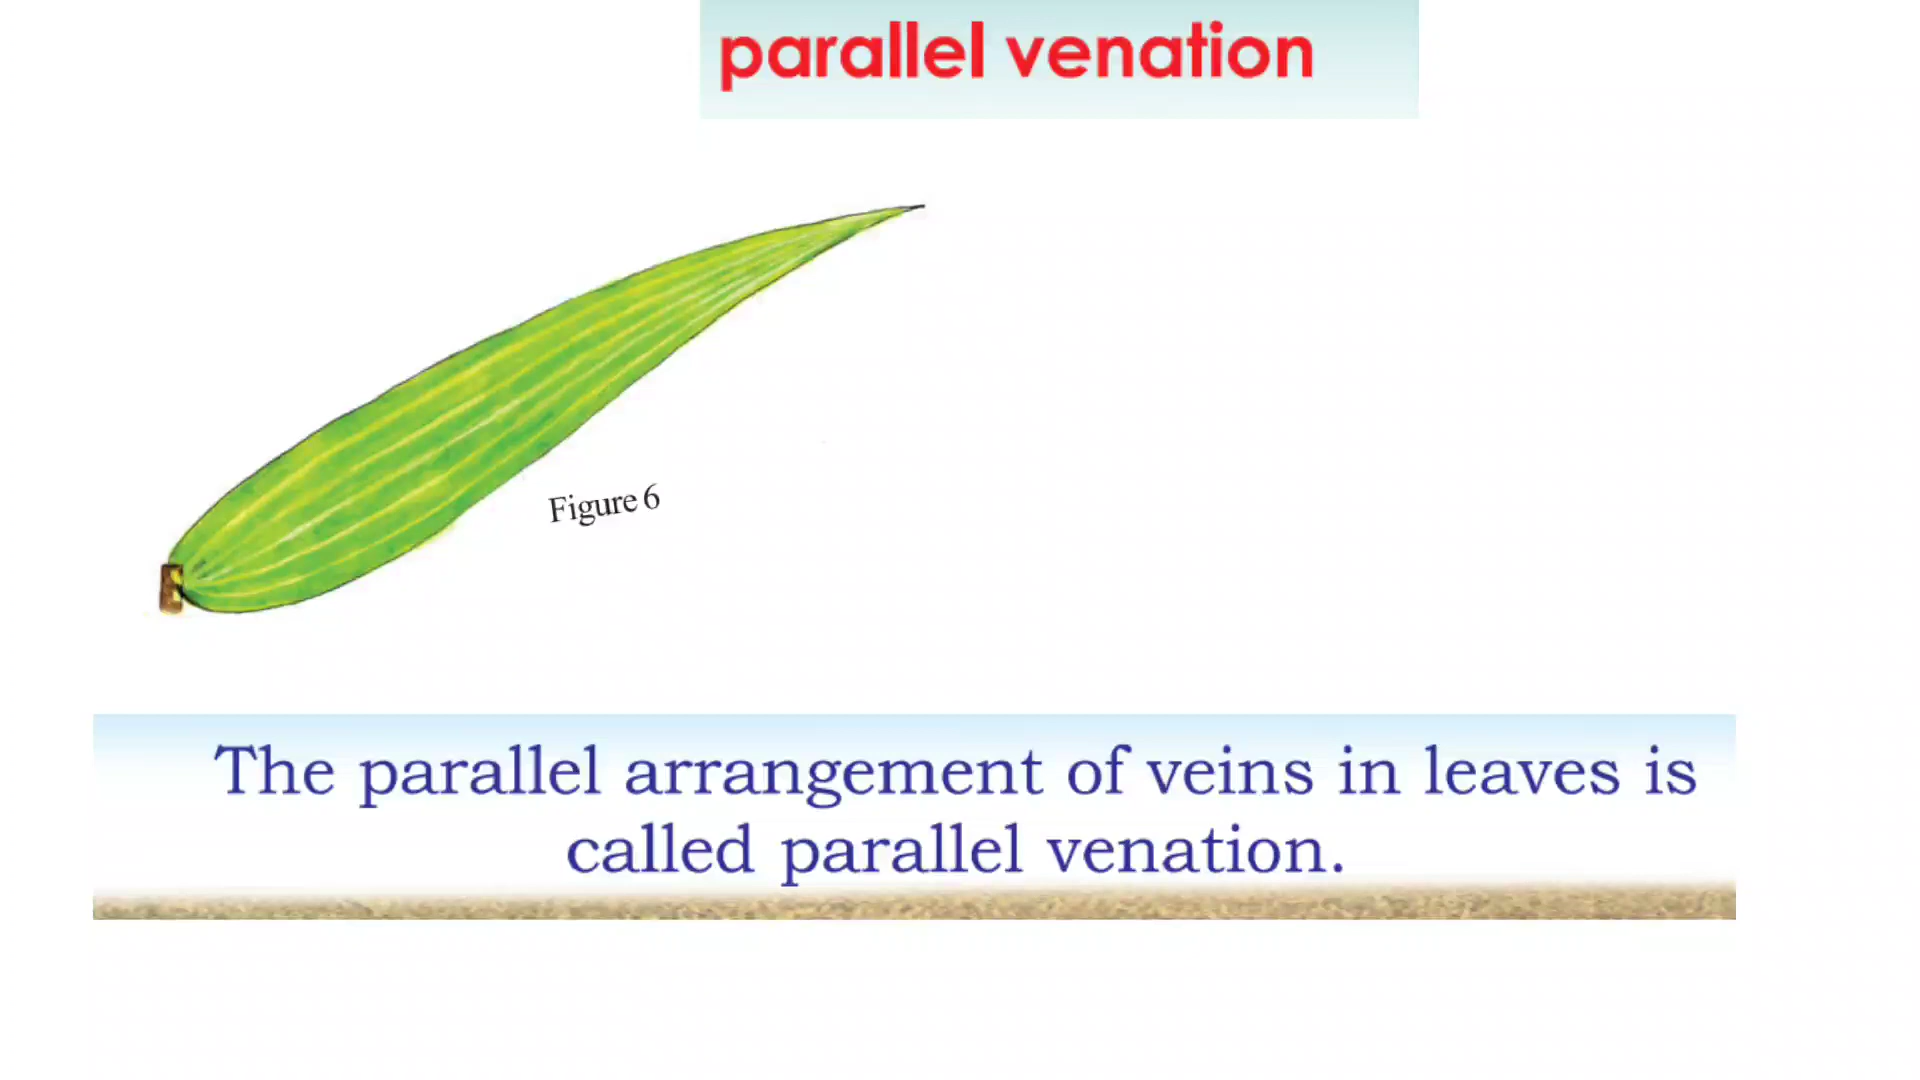 parallel venation
Figure 6
The parallel arrangement of veins in leaves is
called parallel venation.